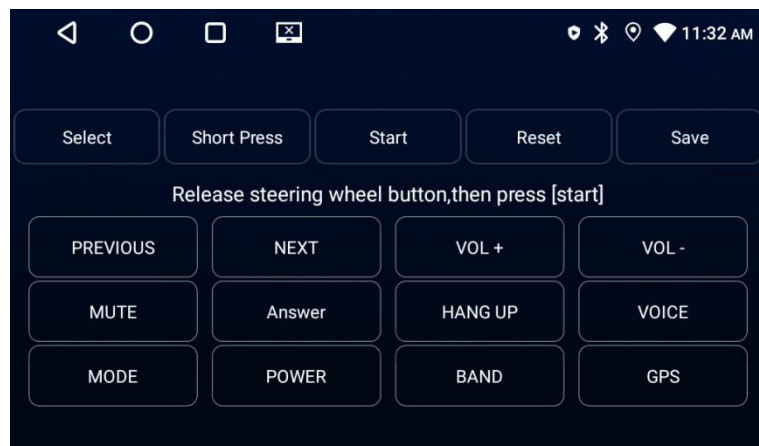 11:32 AM
Select Short Press Start Reset Save
Release steering wheel button,then press [start]
PREVIOUS NEXT VOL + VOL -
MUTE Answer HANG UP VOICE
MODE POWER BAND GPS